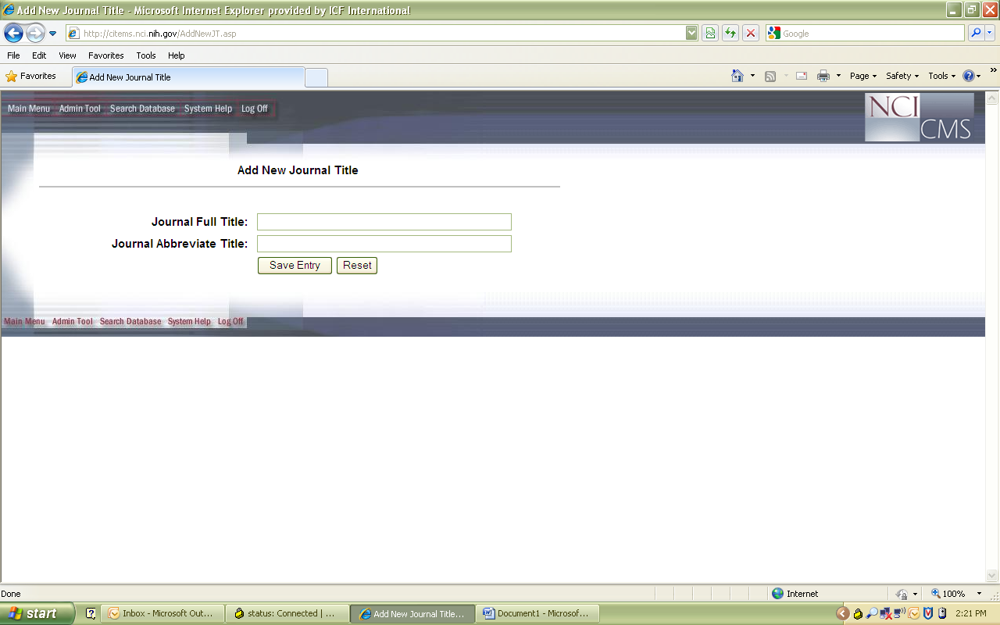 Add New Journal Title - Microsoft Internet Explorer provided by ICF International
http://citems.nci.nih.gov/AddNewJT.asp
Google
File Edit View Favorites Tools Help
Favorites
Add New Journal Title
Page
Safety
Tools
Main Menu Admin Tool Search Database System Help Log Off
NCI
CMS
Add New Journal Title
Journal Full Title:
Journal Abbreviate Title:
Save Entry Reset
Main Menu Admin Tool Search Database System Help Log Off
Done
Internet
100%
start
Inbox - Microsoft Out...
status: Connected | ...
Add New Journal Title...
Document1 - Microsof...
2:21 PM